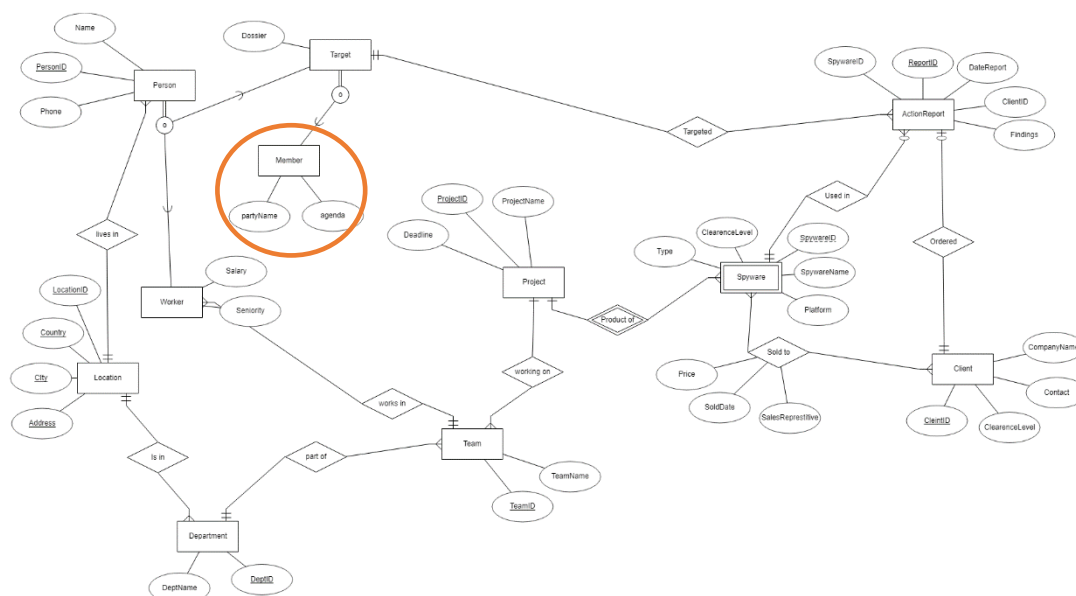 Name
PersonID
Phone
Person
Dossier
Target
o
o
Member
partyName
agenda
SpywareID
ReportID
DateReport
ClientID
Findings
ActionReport
Targeted
Used in
Ordered
ProjectID
ProjectName
Deadline
Project
Product of
ClearenceLevel
Type
SpywareID
SpywareName
Platform
Spyware
lives in
Salary
Seniority
Worker
LocationID
Country
CIty
Address
Location
works in
working on
Sold to
Price
SoldDate
SalesReprestitive
CompanyName
Contact
ClearenceLevel
CleintID
Client
Is in
part of
Team
TeamName
TeamID
Department
DeptName
DeptID